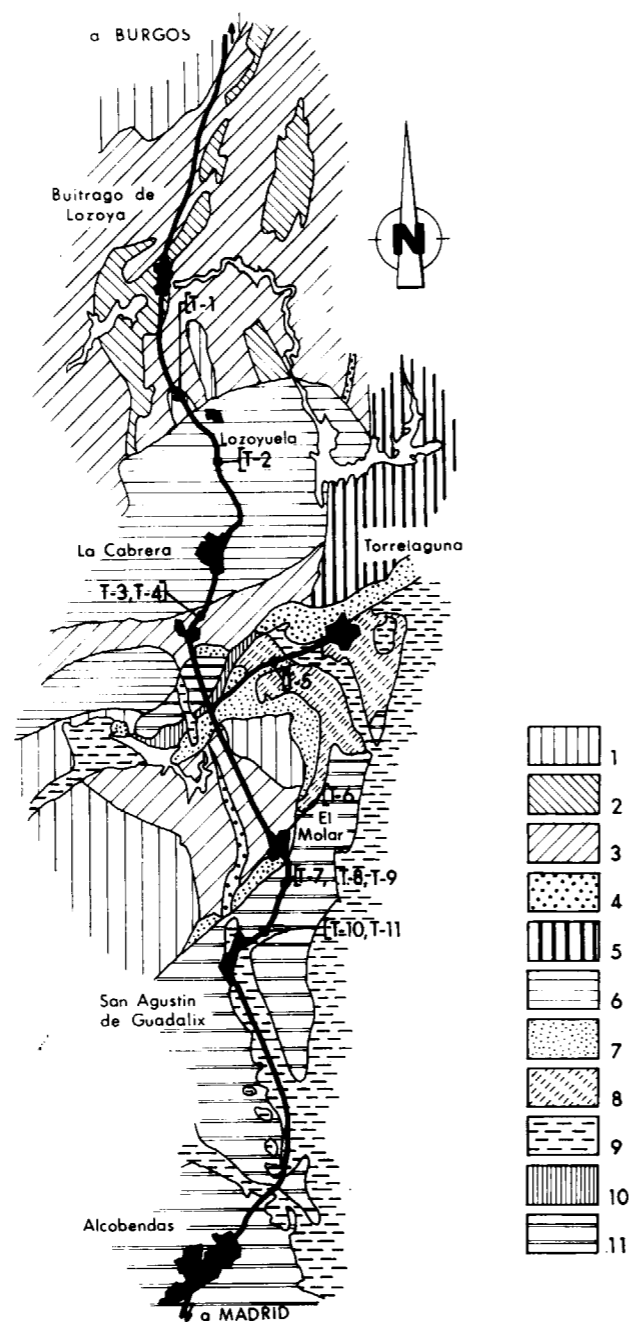 a BURGOS
Buitrago de
Lozoya
N
[T-1
Lozoyuela
[T-2
La Cabrera
Torrelaguna
T-3,T-4]
[T-5
[T-6
El
Molar
[T-7, T-8,T-9
[T-10,T-11
San Agustin
de Guadalix
Alcobendas
a MADRID
1
2
3
4
5
6
7
8
9
10
11